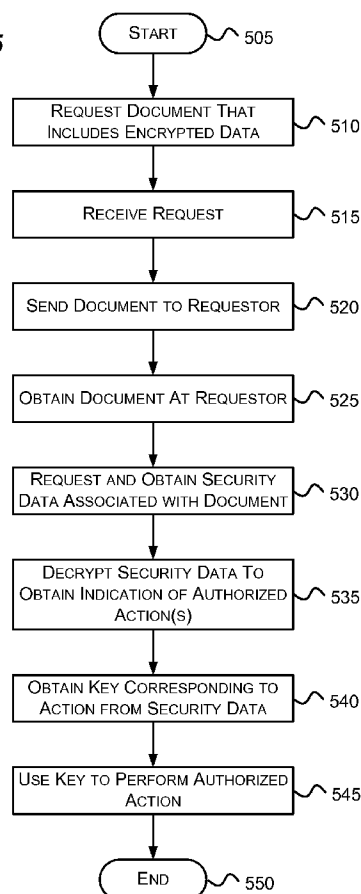 START
505
REQUEST DOCUMENT THAT
INCLUDES ENCRYPTED DATA
510
RECEIVE REQUEST
515
SEND DOCUMENT TO REQUESTOR
520
OBTAIN DOCUMENT AT REQUESTOR
525
REQUEST AND OBTAIN SECURITY
DATA ASSOCIATED WITH DOCUMENT
530
DECRYPT SECURITY DATA TO
OBTAIN INDICATION OF AUTHORIZED
ACTION(S)
535
OBTAIN KEY CORRESPONDING TO
ACTION FROM SECURITY DATA
540
USE KEY TO PERFORM AUTHORIZED
ACTION
545
END
550